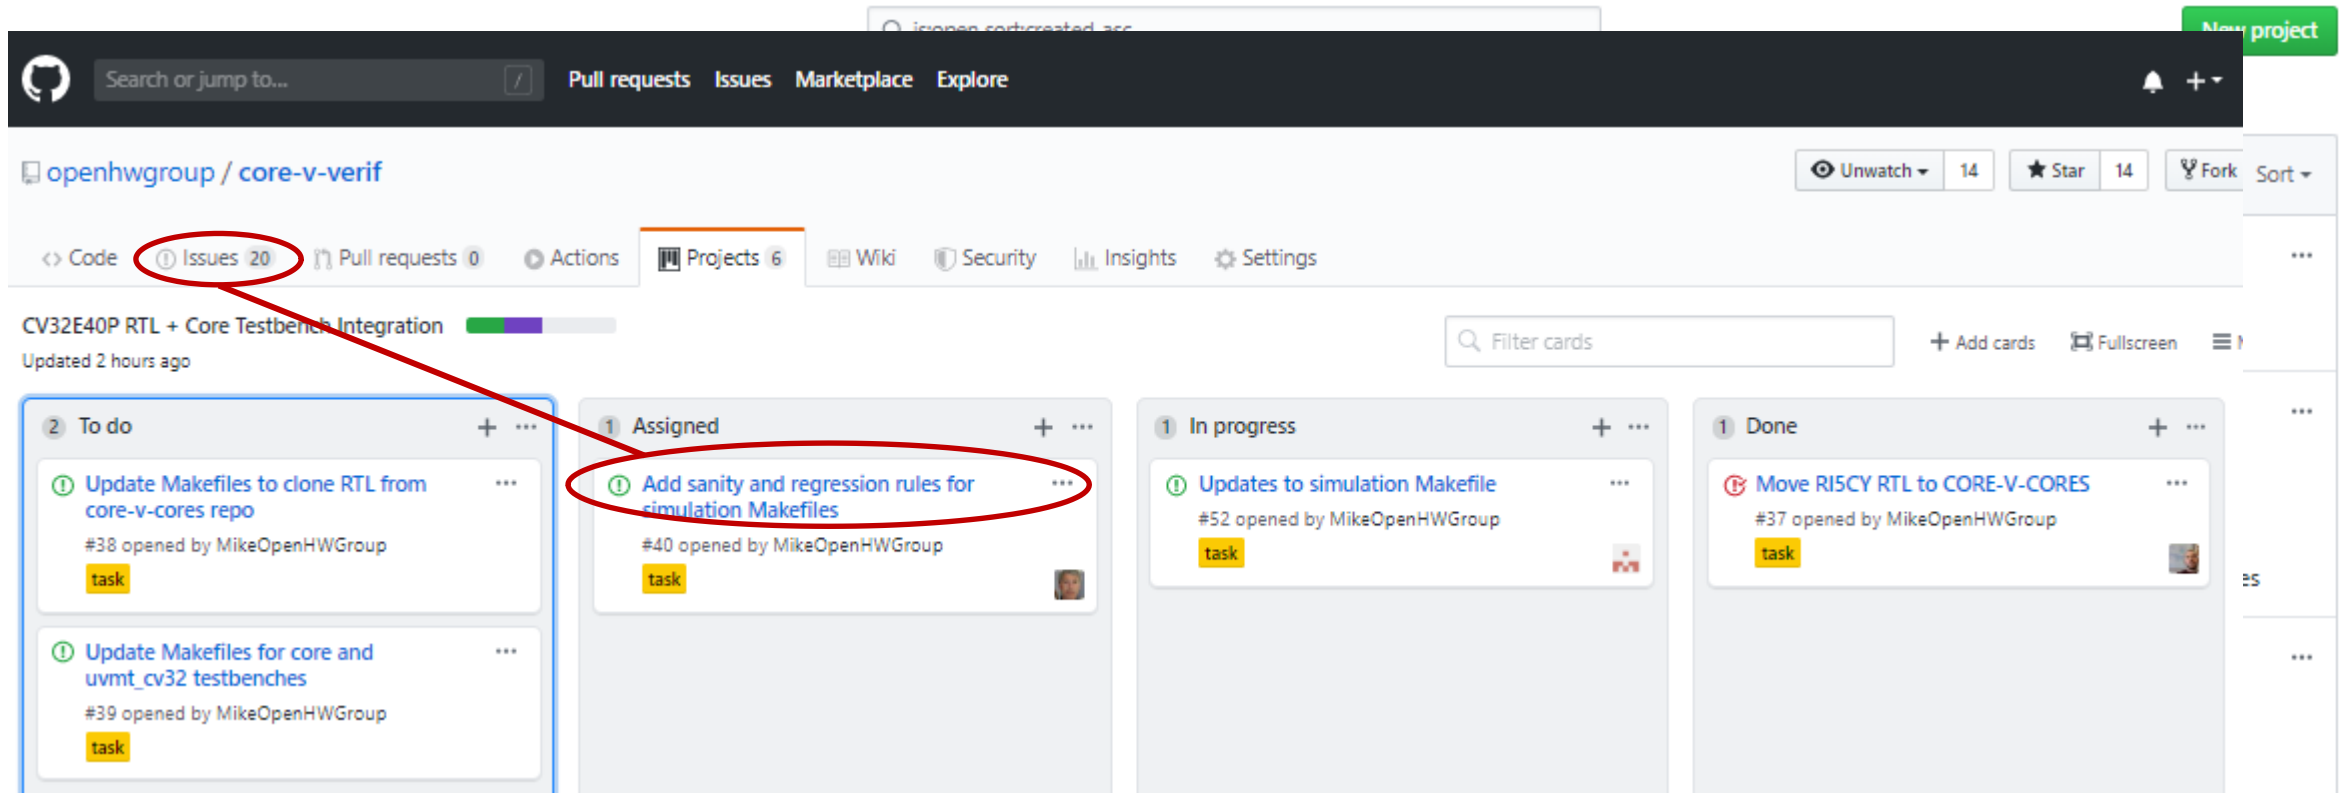 New project
Search or jump to... /
Pull requests Issues Marketplace Explore
openhwgroup / core-v-verif
Unwatch 14 Star 14 Fork
Sort
Code Issues 20 Pull requests 0 Actions Projects 6 Wiki Security Insights Settings
CV32E40P RTL + Core Testbench Integration
Updated 2 hours ago
Filter cards
Add cards Fullscreen
2 To do
Update Makefiles to clone RTL from
core-v-cores repo
#38 opened by MikeOpenHWGroup
task
Update Makefiles for core and
uvmt_cv32 testbenches
#39 opened by MikeOpenHWGroup
task
1 Assigned
Add sanity and regression rules for
simulation Makefiles
#40 opened by MikeOpenHWGroup
task
1 In progress
Updates to simulation Makefile
#52 opened by MikeOpenHWGroup
task
1 Done
Move RI5CY RTL to CORE-V-CORES
#37 opened by MikeOpenHWGroup
task
es